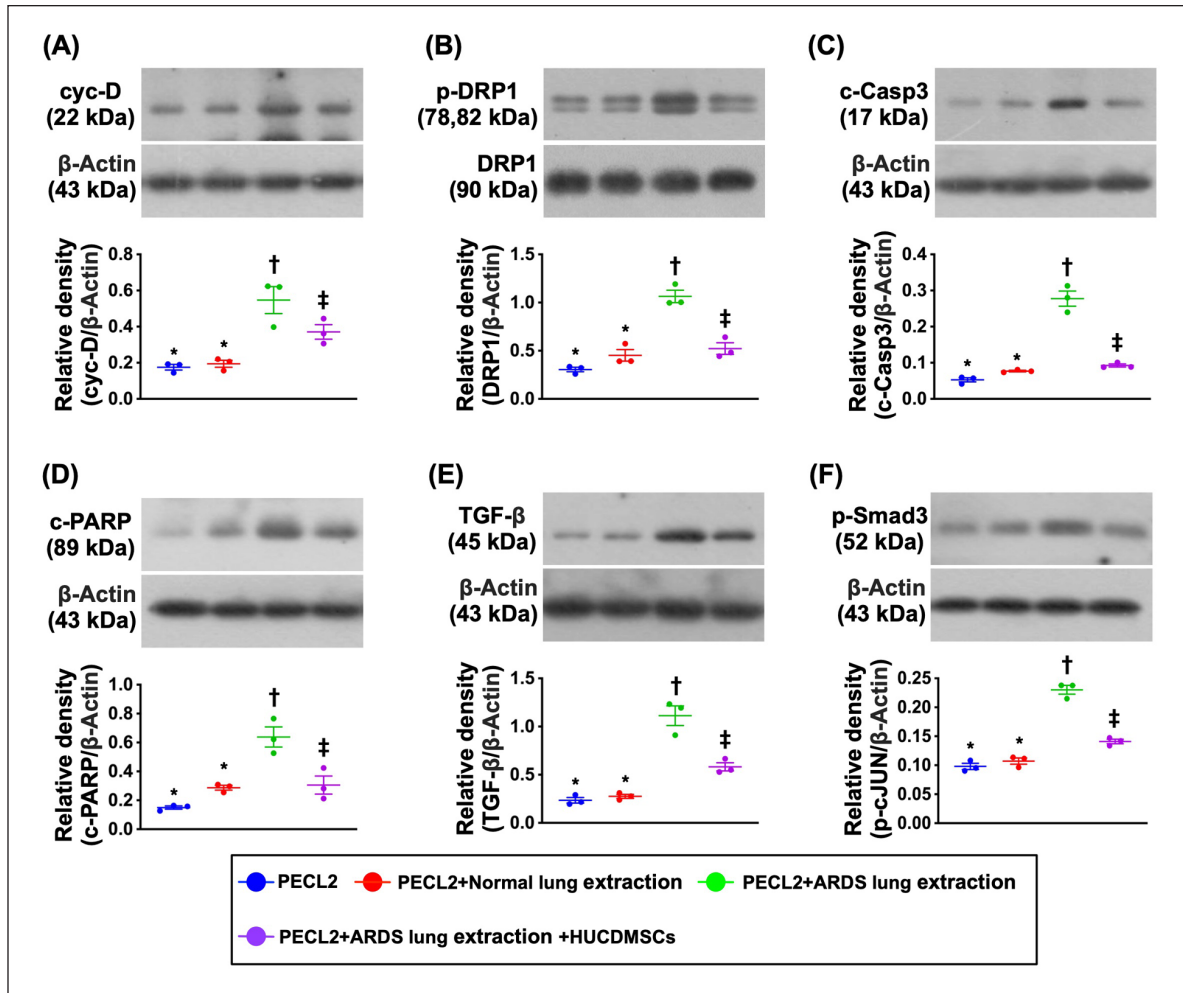 (A)
cyc-D
(22 kDa)
β-Actin
(43 kDa)
Relative density
(cyc-D/β-Actin)
0.8
0.6
0.4
0.2
0.0
*
*
†
‡
(B)
p-DRP1
(78,82 kDa)
DRP1
(90 kDa)
Relative density
(DRP1/β-Actin)
1.5
1.0
0.5
0.0
*
*
†
‡
(C)
c-Casp3
(17 kDa)
β-Actin
(43 kDa)
Relative density
(c-Casp3/β-Actin)
0.4
0.3
0.2
0.1
0.0
*
*
†
‡
(D)
c-PARP
(89 kDa)
β-Actin
(43 kDa)
Relative density
(c-PARP/β-Actin)
1.0
0.8
0.6
0.4
0.2
0.0
*
*
†
‡
(E)
TGF-β
(45 kDa)
β-Actin
(43 kDa)
Relative density
(TGF-β/β-Actin)
1.5
1.0
0.5
0.0
*
*
†
‡
(F)
p-Smad3
(52 kDa)
β-Actin
(43 kDa)
Relative density
(p-cJUN/β-Actin)
0.25
0.20
0.15
0.10
0.05
0.00
*
*
†
‡
PECL2 PECL2+Normal lung extraction PECL2+ARDS lung extraction
PECL2+ARDS lung extraction +HUCDMSCs